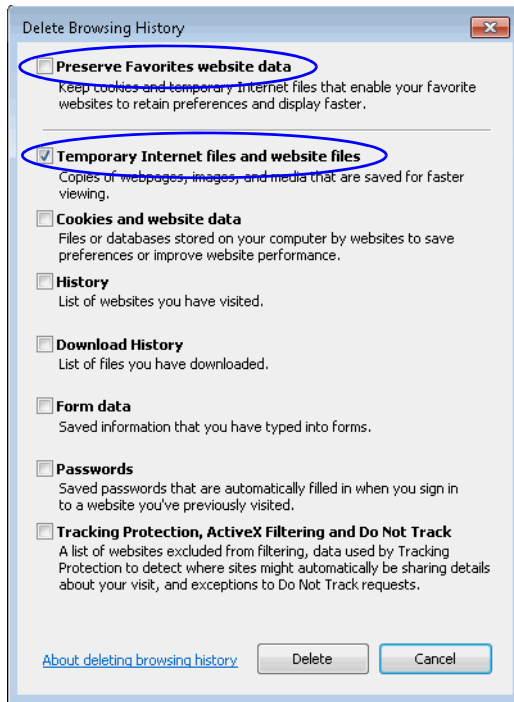 Delete Browsing History
Preserve Favorites website data
Keep cookies and temporary Internet files that enable your favorite
websites to retain preferences and display faster.
Temporary Internet files and website files
Copies of webpages, images, and media that are saved for faster
viewing.
Cookies and website data
Files or databases stored on your computer by websites to save
preferences or improve website performance.
History
List of websites you have visited.
Download History
List of files you have downloaded.
Form data
Saved information that you have typed into forms.
Passwords
Saved passwords that are automatically filled in when you sign in
to a website you've previously visited.
Tracking Protection, ActiveX Filtering and Do Not Track
A list of websites excluded from filtering, data used by Tracking
Protection to detect where sites might automatically be sharing details
about your visit, and exceptions to Do Not Track requests.
About deleting browsing history Delete Cancel